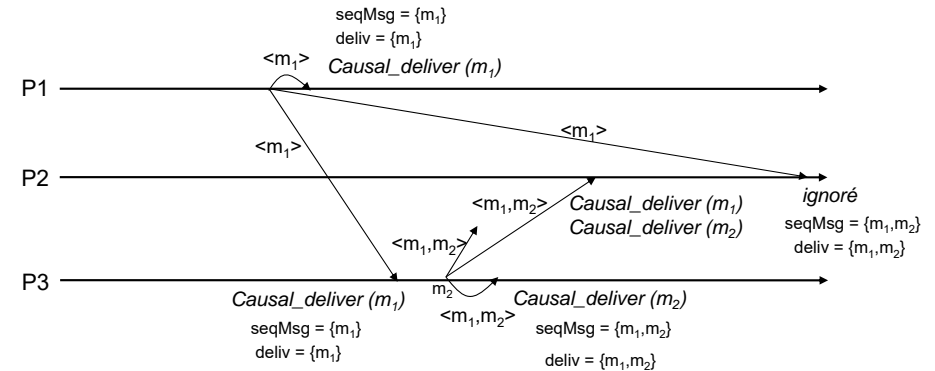 seqMsg = {m₁}
deliv = {m₁}
<m₁>
Causal_deliver (m₁)
P1
<m₁>
<m₁>
P2
ignoré
<m₁,m₂>
Causal_deliver (m₁)
Causal_deliver (m₂)
seqMsg = {m₁,m₂}
deliv = {m₁,m₂}
<m₁,m₂>
P3
m₂
Causal_deliver (m₁)
Causal_deliver (m₂)
<m₁,m₂>
seqMsg = {m₁}
deliv = {m₁}
seqMsg = {m₁,m₂}
deliv = {m₁,m₂}